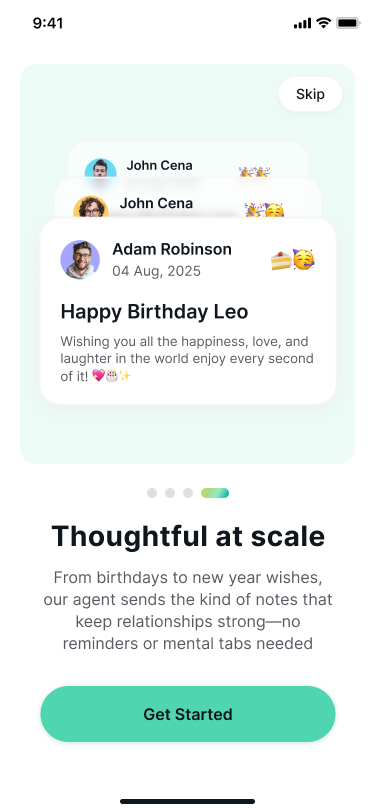 9:41
Skip
John Cena
🎉🎉
John Cena
🎉🥳
Adam Robinson
04 Aug, 2025
🍰🥳
Happy Birthday Leo
Wishing you all the happiness, love, and
laughter in the world enjoy every second
of it! 💖🎂✨
Thoughtful at scale
From birthdays to new year wishes,
our agent sends the kind of notes that
keep relationships strong—no
reminders or mental tabs needed
Get Started